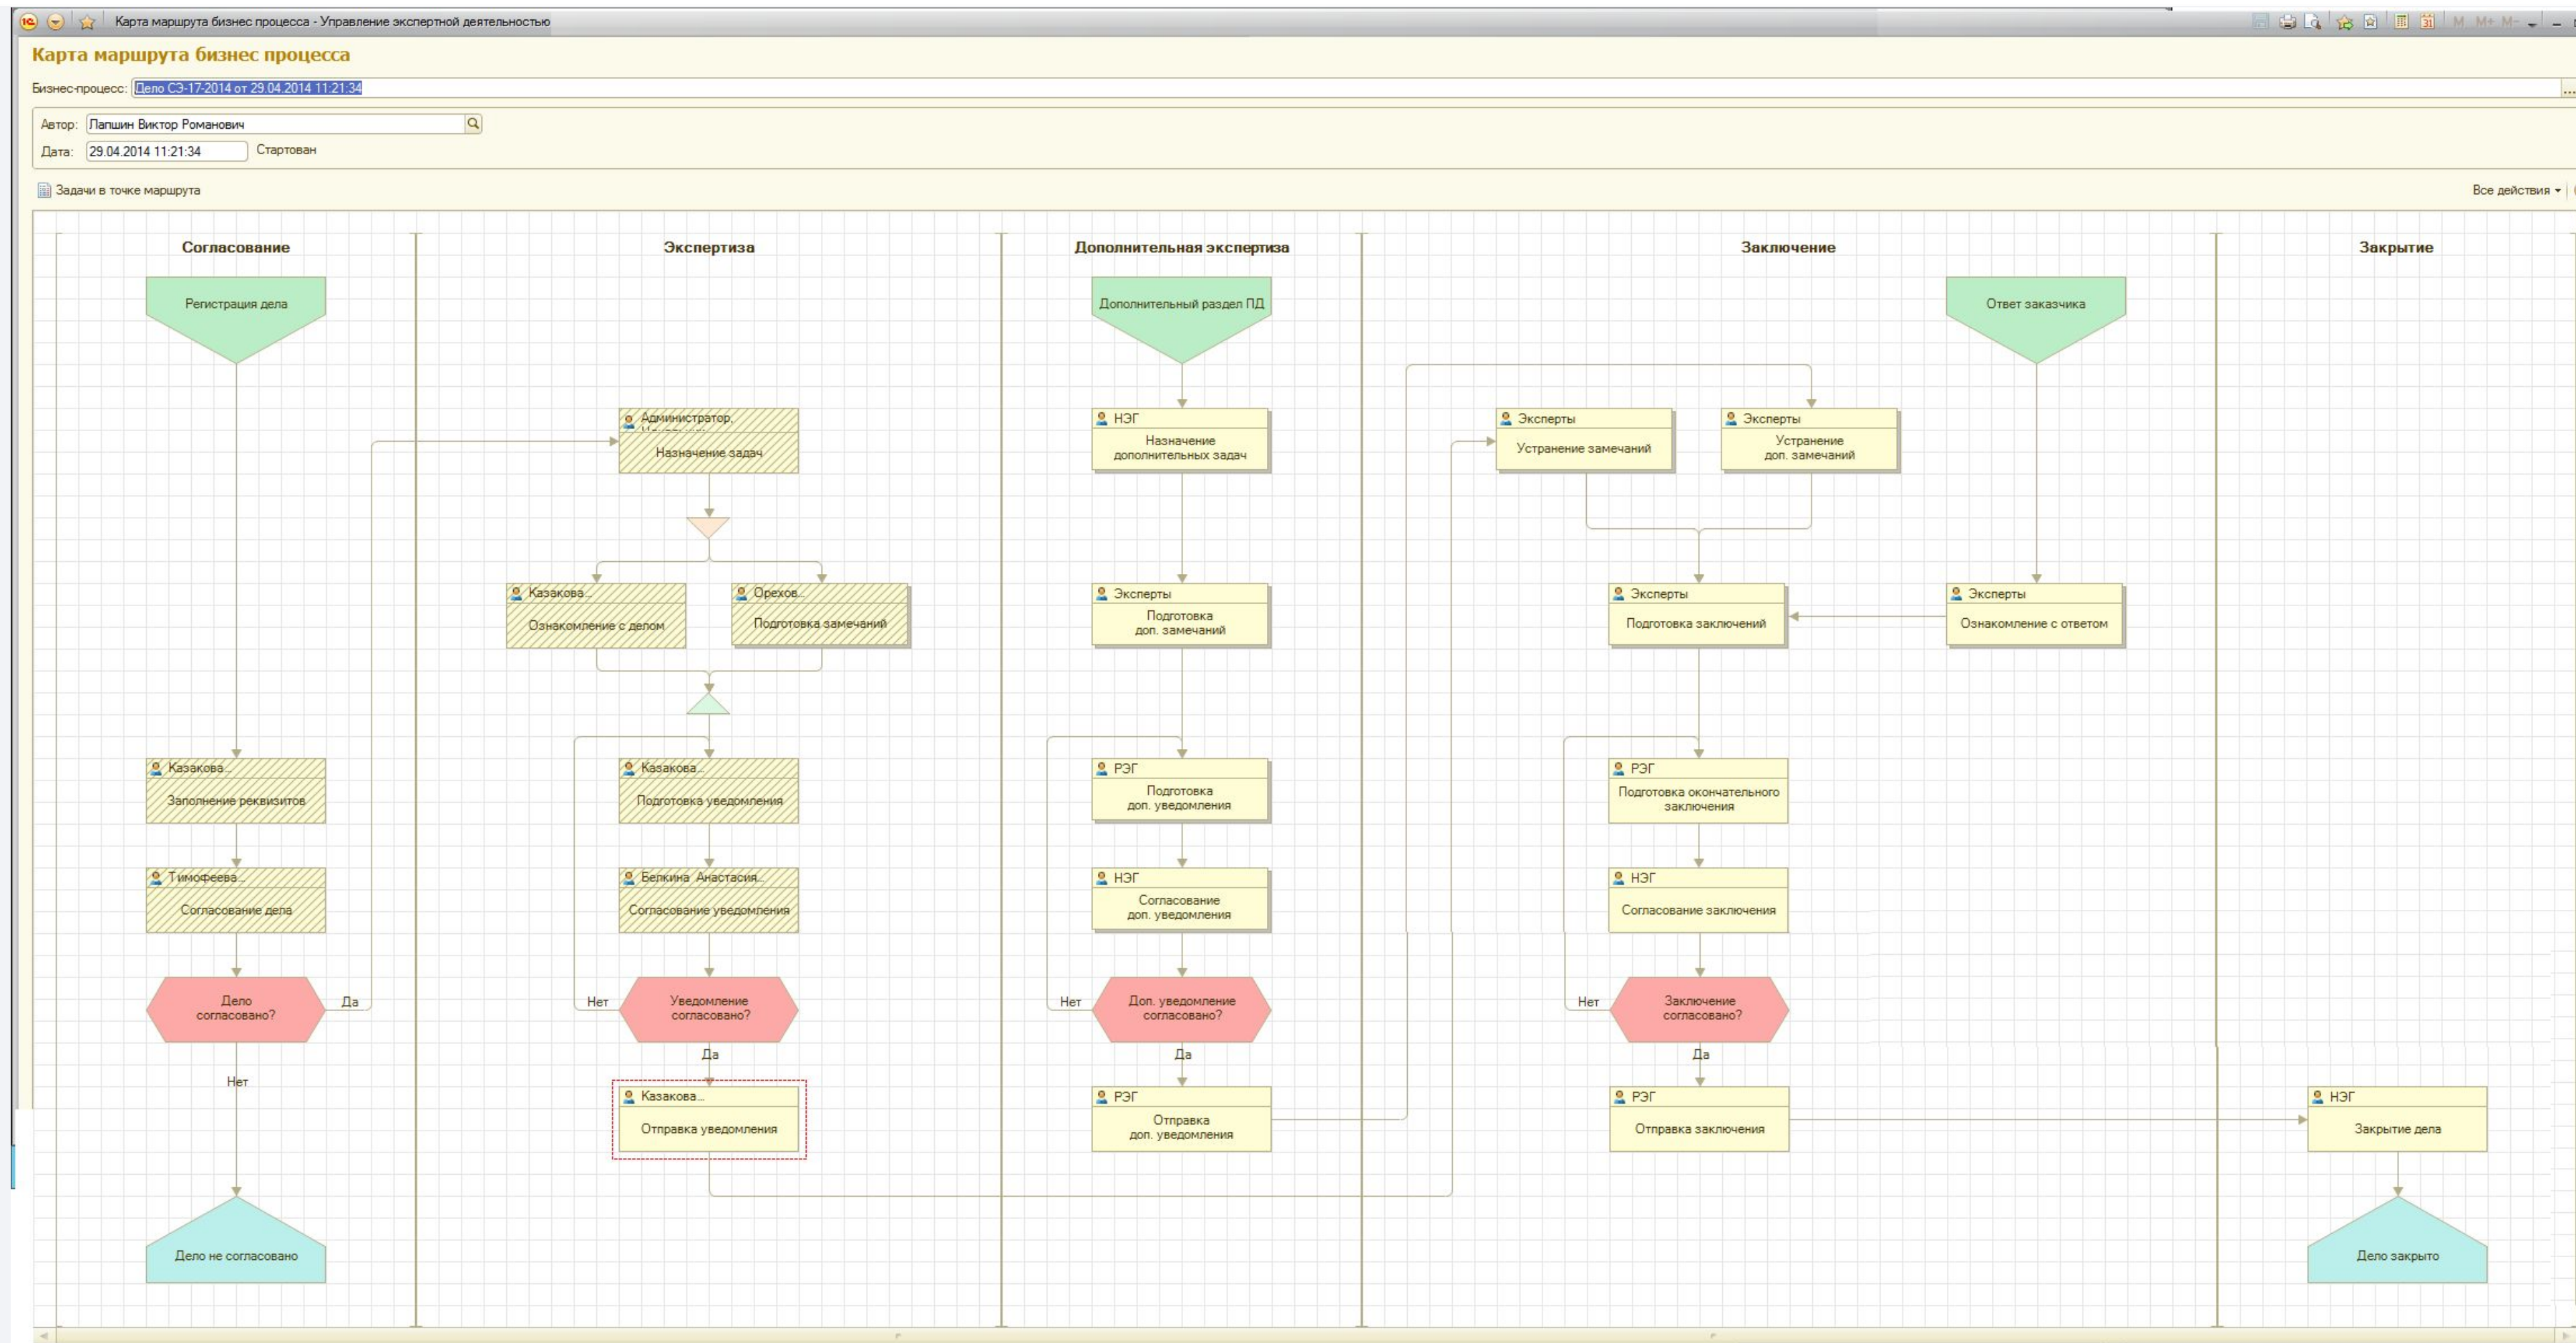 Карта маршрута бизнес процесса - Управление экспертной деятельностью
M M+ M-
Карта маршрута бизнес процесса
Бизнес-процесс: Дело СЭ-17-2014 от 29.04.2014 11:21:34
Автор: Лапшин Виктор Романович
Дата: 29.04.2014 11:21:34 Стартован
Задачи в точке маршрута
Все действия
Согласование
Регистрация дела
Казакова...
Заполнение реквизитов
Тимофеева...
Согласование дела
Дело
согласовано?
Да
Нет
Дело не согласовано
Экспертиза
Администратор,
Назначение задач
Казакова...
Ознакомление с делом
Орехов...
Подготовка замечаний
Казакова...
Подготовка уведомления
Белкина Анастасия...
Согласование уведомления
Нет
Уведомление
согласовано?
Да
Казакова...
Отправка уведомления
Дополнительная экспертиза
Дополнительный раздел ПД
НЭГ
Назначение
дополнительных задач
Эксперты
Подготовка
доп. замечаний
РЭГ
Подготовка
доп. уведомления
НЭГ
Согласование
доп. уведомления
Нет
Доп. уведомление
согласовано?
Да
РЭГ
Отправка
доп. уведомления
Заключение
Ответ заказчика
Эксперты
Устранение замечаний
Эксперты
Устранение
доп. замечаний
Эксперты
Подготовка заключений
Эксперты
Ознакомление с ответом
РЭГ
Подготовка окончательного
заключения
НЭГ
Согласование заключения
Нет
Заключение
согласовано?
Да
РЭГ
Отправка заключения
Закрытие
НЭГ
Закрытие дела
Дело закрыто